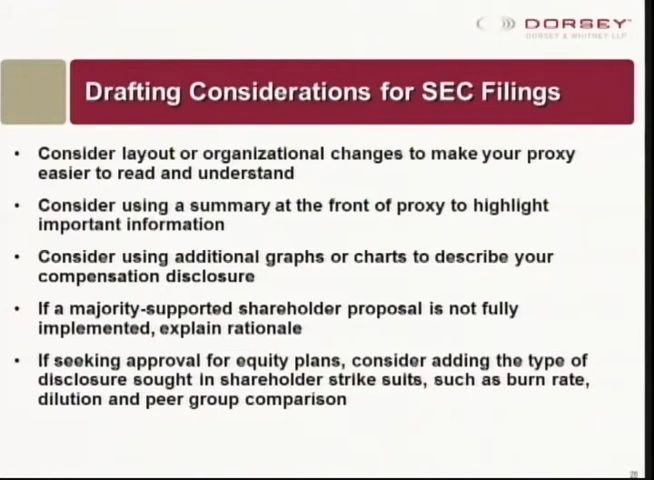 DORSEY™
DORSEY & WHITNEY LLP
Drafting Considerations for SEC Filings
• Consider layout or organizational changes to make your proxy
easier to read and understand
• Consider using a summary at the front of proxy to highlight
important information
• Consider using additional graphs or charts to describe your
compensation disclosure
• If a majority-supported shareholder proposal is not fully
implemented, explain rationale
• If seeking approval for equity plans, consider adding the type of
disclosure sought in shareholder strike suits, such as burn rate,
dilution and peer group comparison